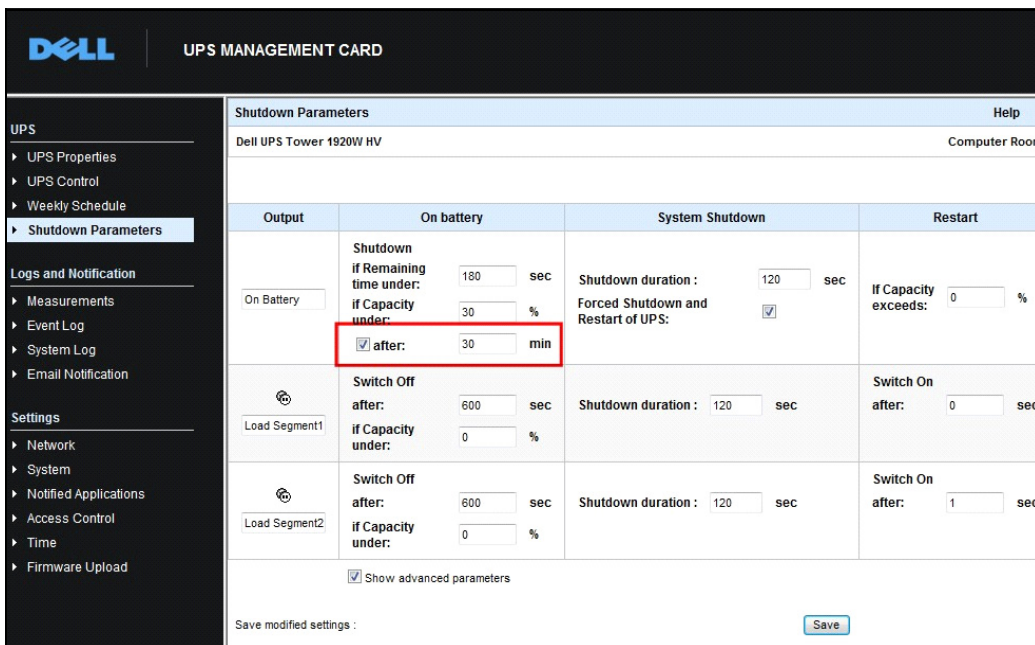 DELL
UPS MANAGEMENT CARD
UPS
UPS Properties
UPS Control
Weekly Schedule
Shutdown Parameters
Logs and Notification
Measurements
Event Log
System Log
Email Notification
Settings
Network
System
Notified Applications
Access Control
Time
Firmware Upload
Shutdown Parameters Help
Dell UPS Tower 1920W HV Computer Roor
Output On battery System Shutdown Restart
On Battery
Shutdown
if Remaining
time under: 180 sec
if Capacity
under: 30 %
after: 30 min
Shutdown duration : 120 sec
Forced Shutdown and
Restart of UPS:
If Capacity
exceeds: 0 %
Load Segment1
Switch Off
after: 600 sec
if Capacity
under: 0 %
Shutdown duration : 120 sec
Switch On
after: 0 sec
Load Segment2
Switch Off
after: 600 sec
if Capacity
under: 0 %
Shutdown duration : 120 sec
Switch On
after: 1 sec
Show advanced parameters
Save modified settings : Save